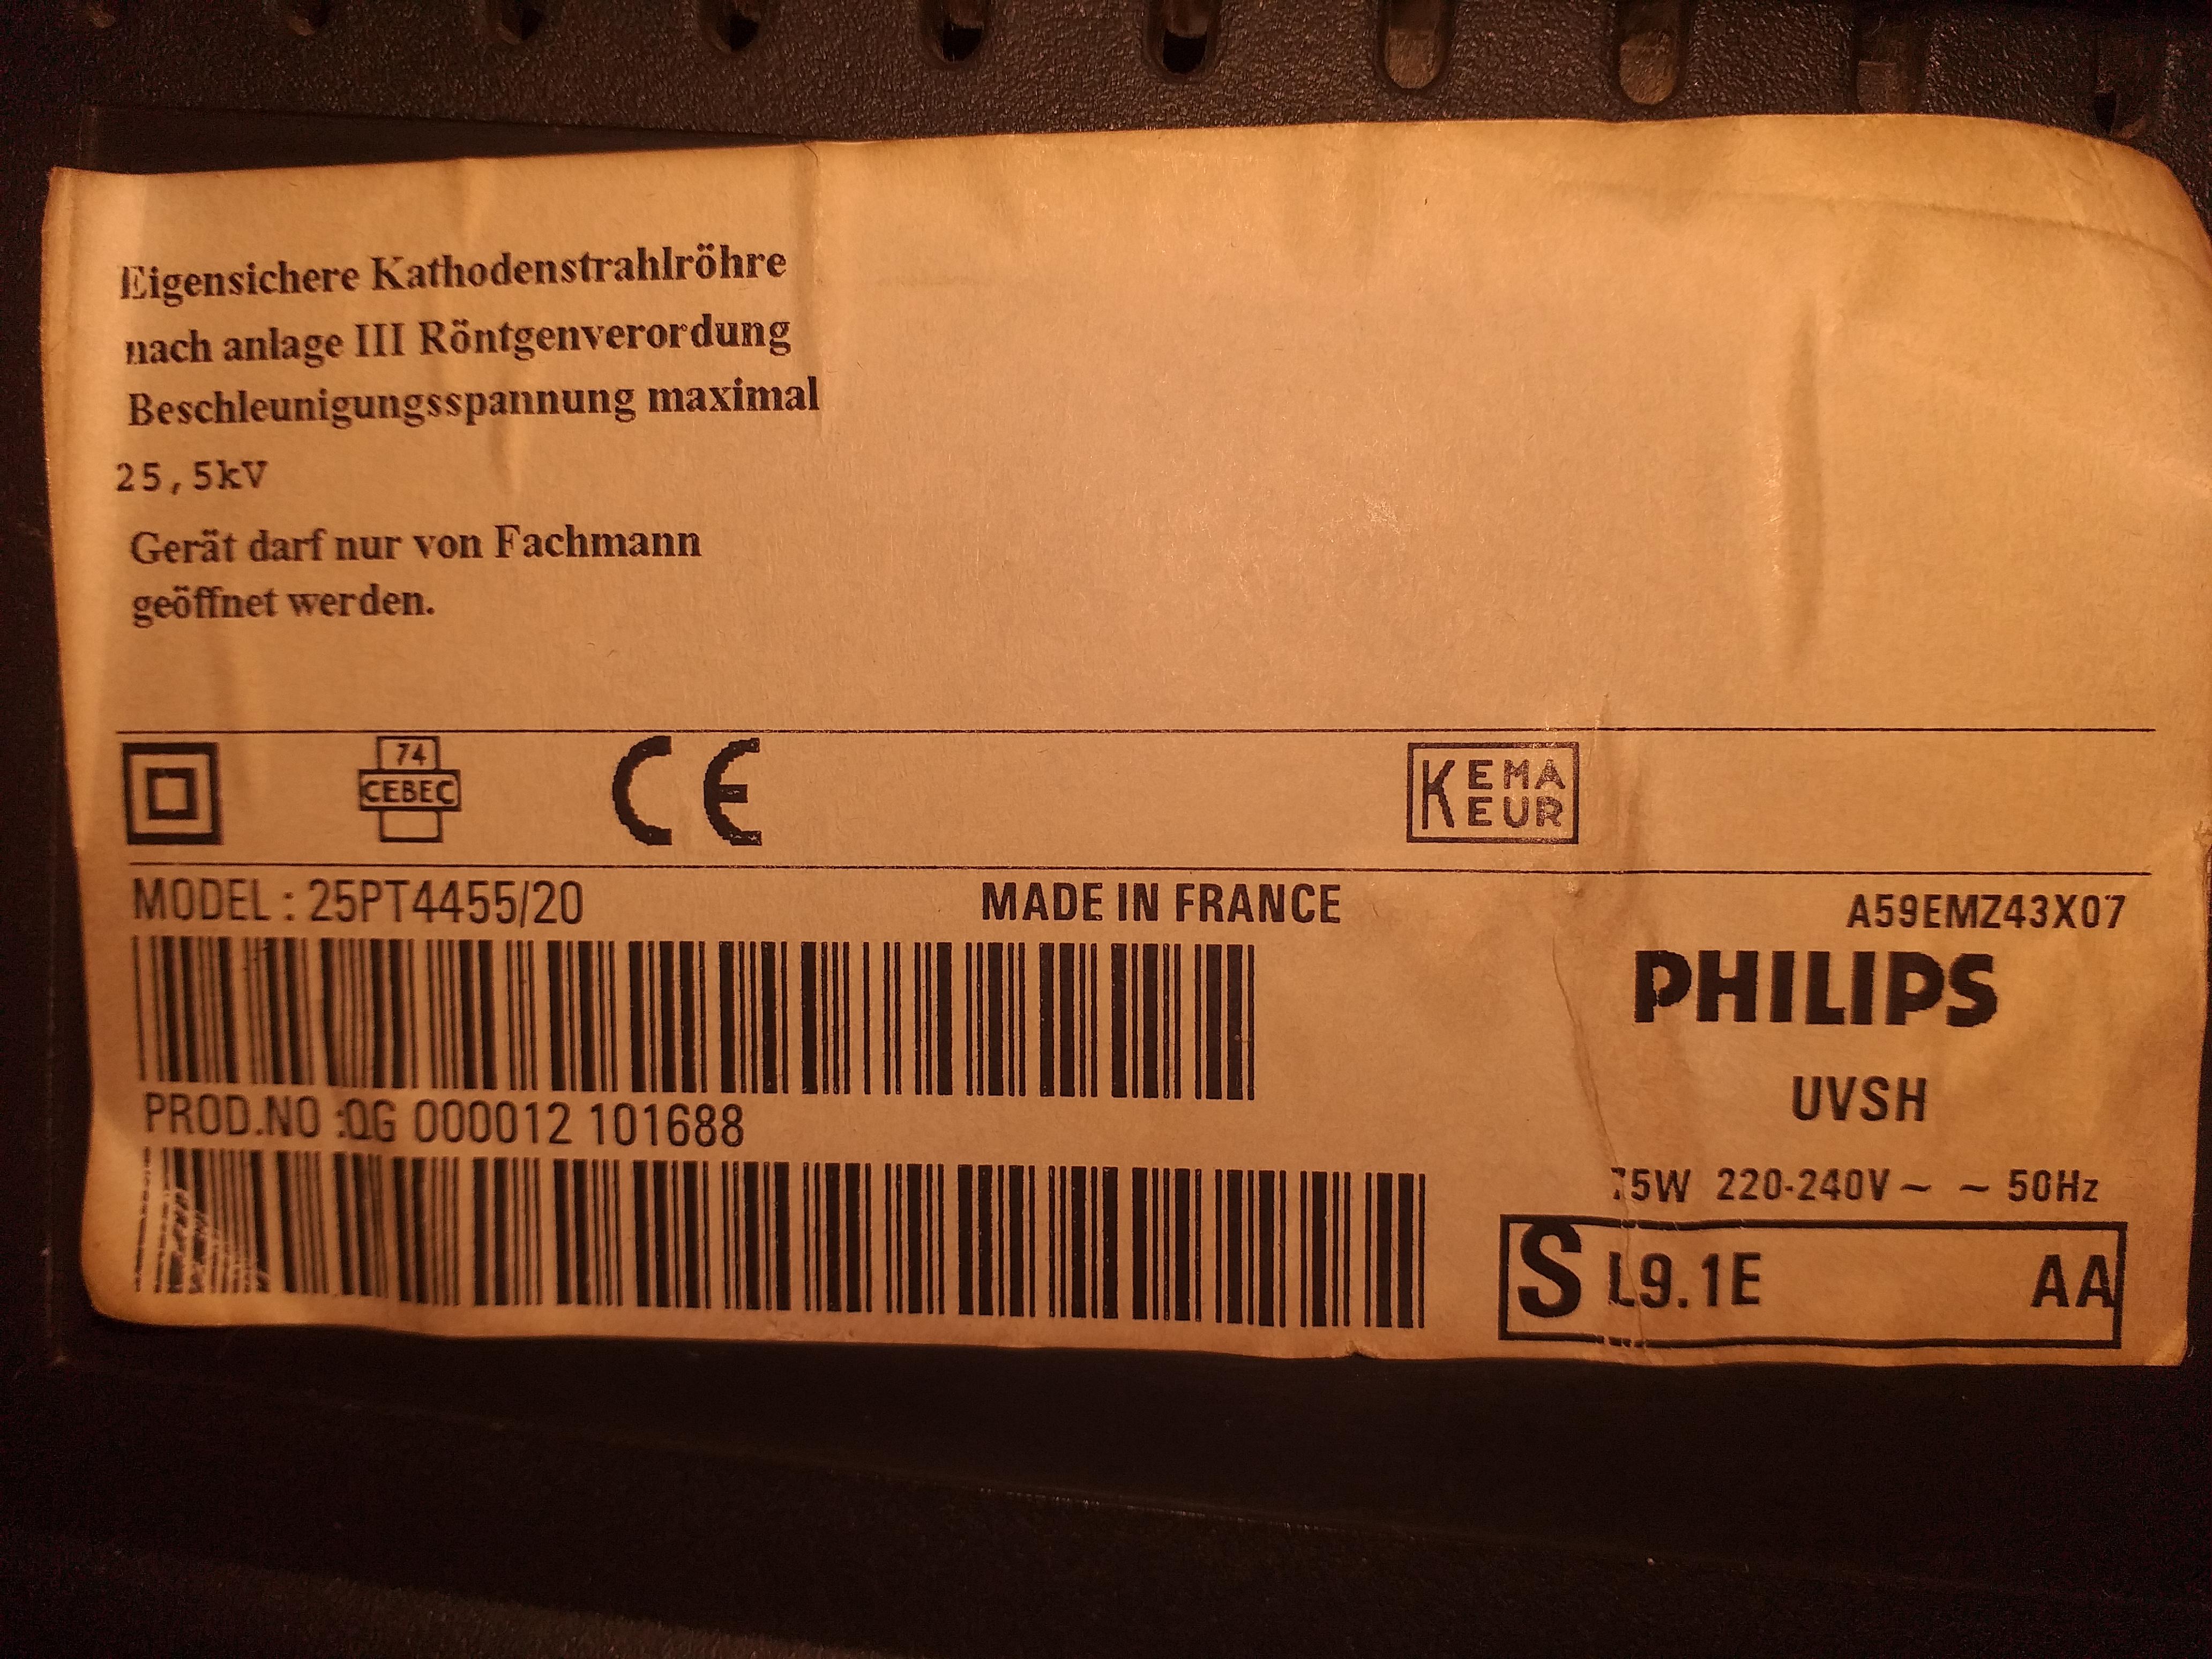 Eigensichere Kathodenstrahlröhre
nach anlage III Röntgenverordung
Beschleunigungsspannung maximal
25,5kV
Gerät darf nur von Fachmann
geöffnet werden.
74
CEBEC
CE
KEMA
EUR
MODEL : 25PT4455/20
MADE IN FRANCE
A59EMZ43X07
PHILIPS
PROD.NO :QG 000012 101688
UVSH
75W 220-240V ~ ~ 50Hz
S L9.1E AA